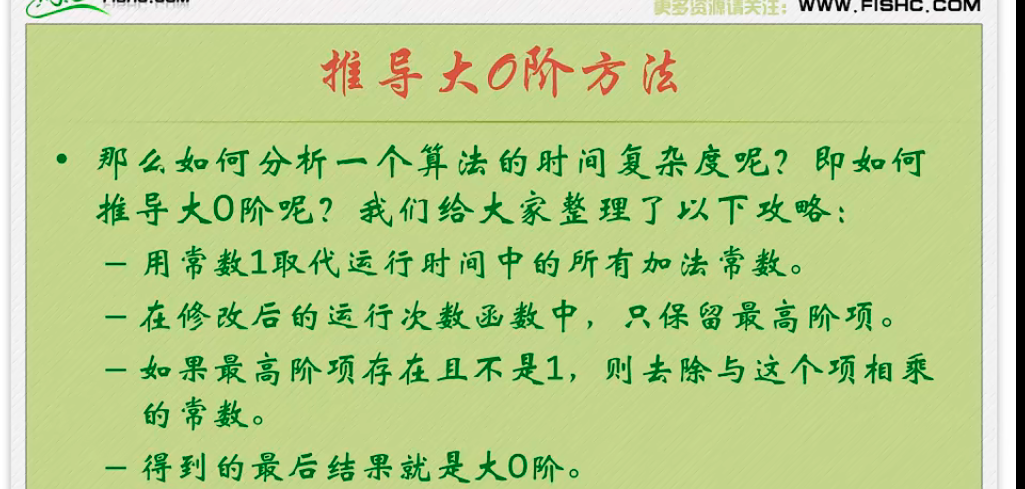 更多资源请关注：WWW.FISHC.COM
推导大O阶方法
• 那么如何分析一个算法的时间复杂度呢？即如何
推导大O阶呢？我们给大家整理了以下攻略：
– 用常数1取代运行时间中的所有加法常数。
– 在修改后的运行次数函数中，只保留最高阶项。
– 如果最高阶项存在且不是1，则去除与这个项相乘
的常数。
– 得到的最后结果就是大O阶。